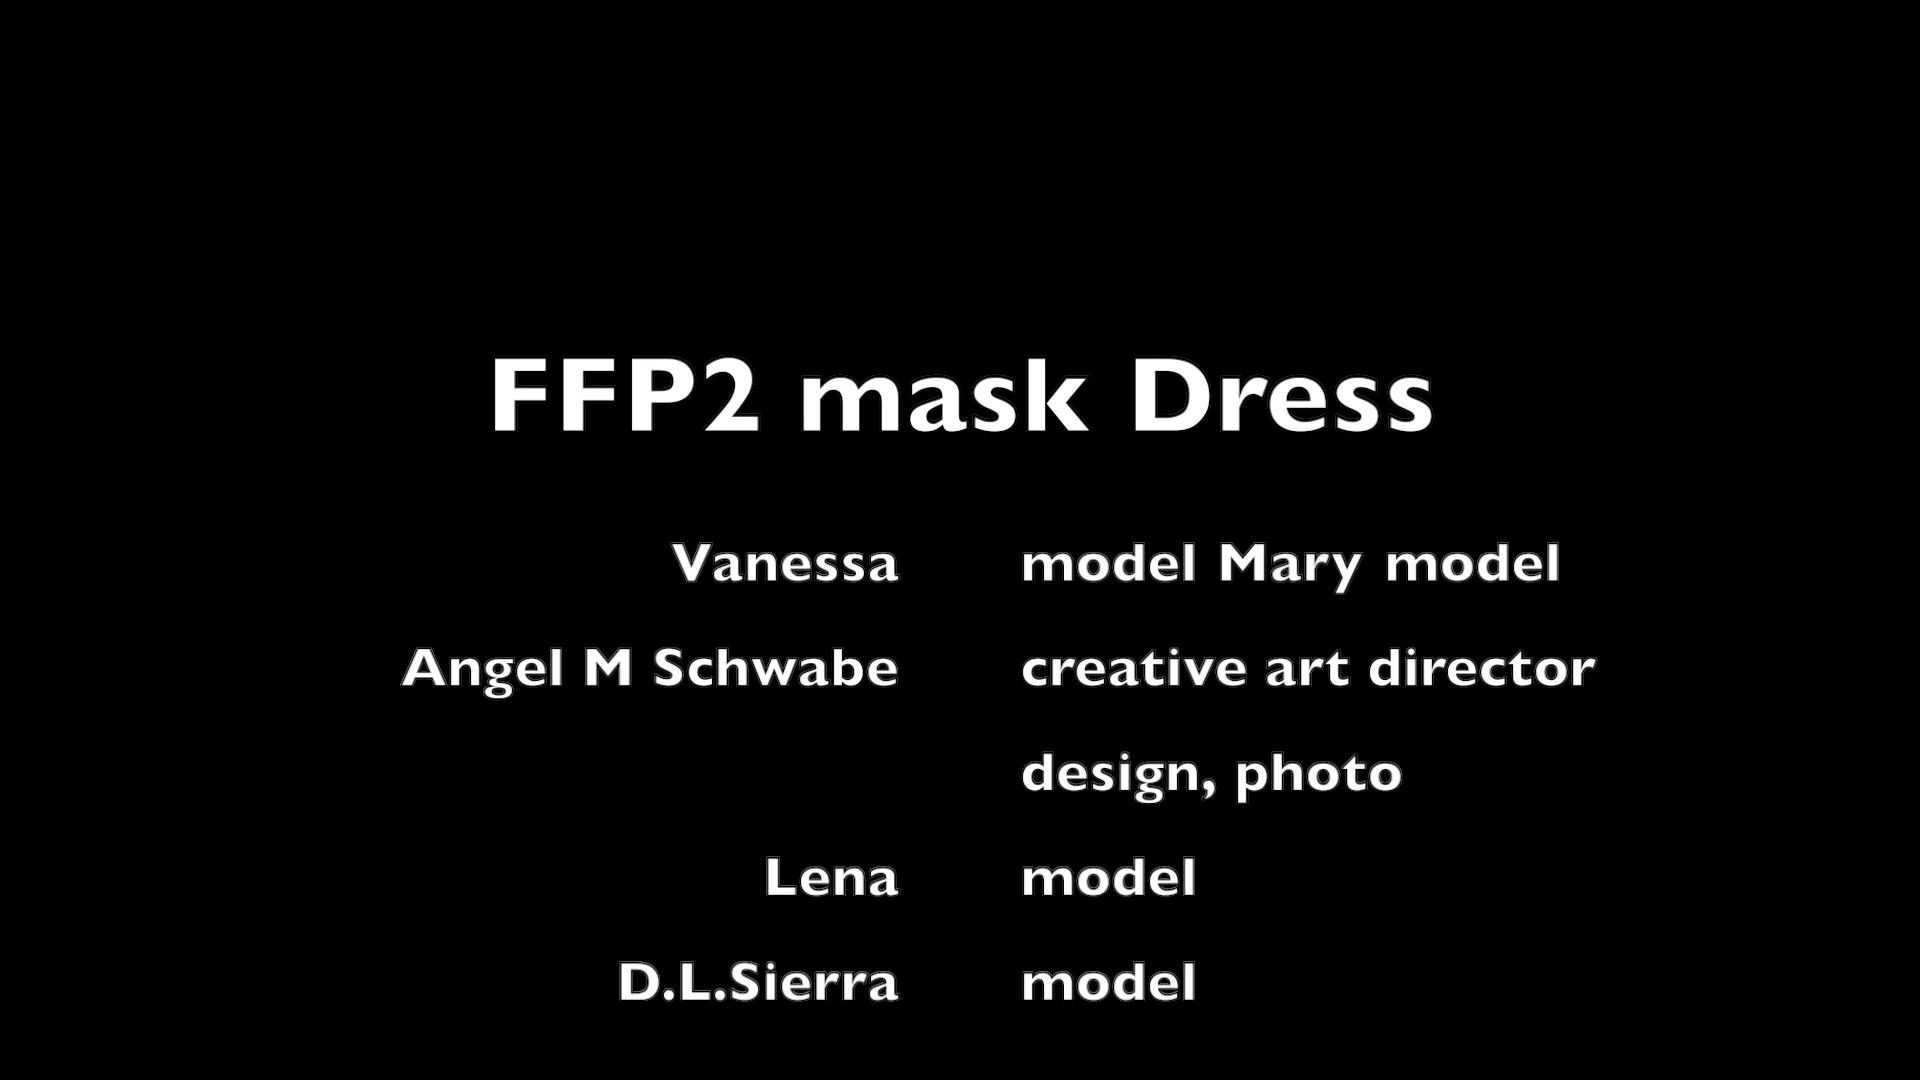 FFP2 mask Dress
Vanessa model Mary model
Angel M Schwabe creative art director
design, photo
Lena model
D.L.Sierra model